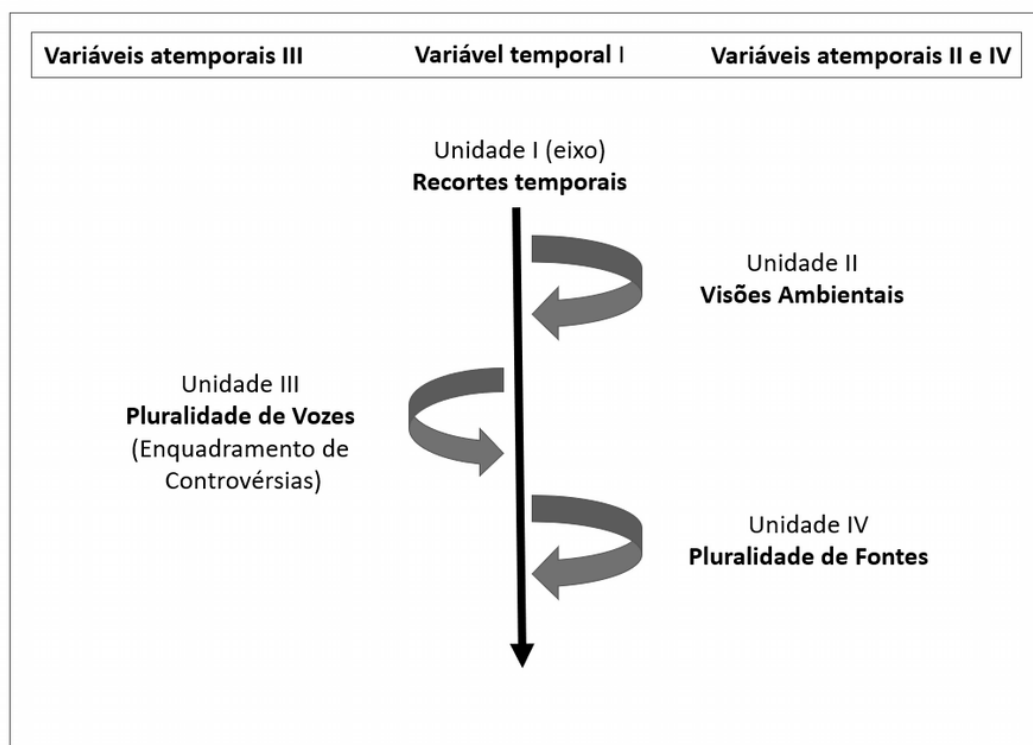 Variáveis atemporais III
Variável temporal I
Variáveis atemporais II e IV
Unidade I (eixo)
Recortes temporais
Unidade II
Visões Ambientais
Unidade III
Pluralidade de Vozes
(Enquadramento de
Controvérsias)
Unidade IV
Pluralidade de Fontes